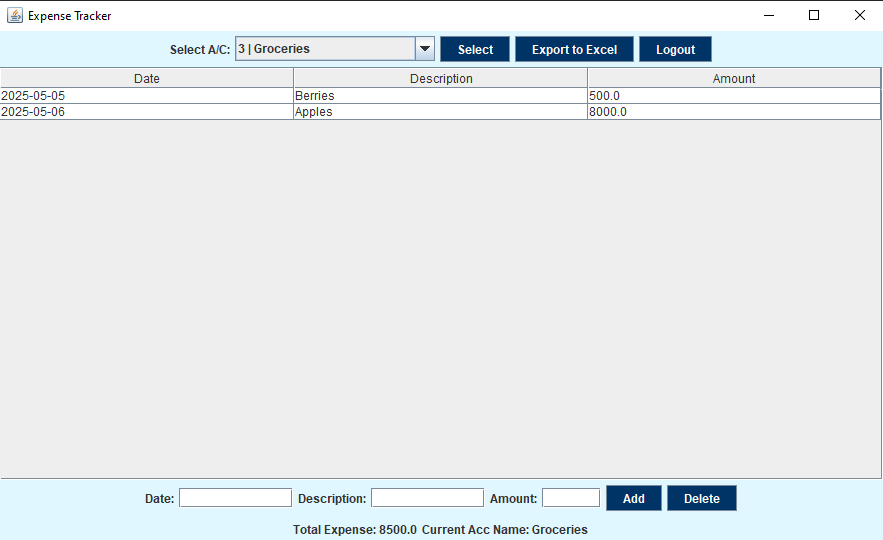 Expense Tracker
Select A/C: 3 | Groceries Select Export to Excel Logout
Date Description Amount
2025-05-05 Berries 500.0
2025-05-06 Apples 8000.0
Date: Description: Amount: Add Delete
Total Expense: 8500.0 Current Acc Name: Groceries